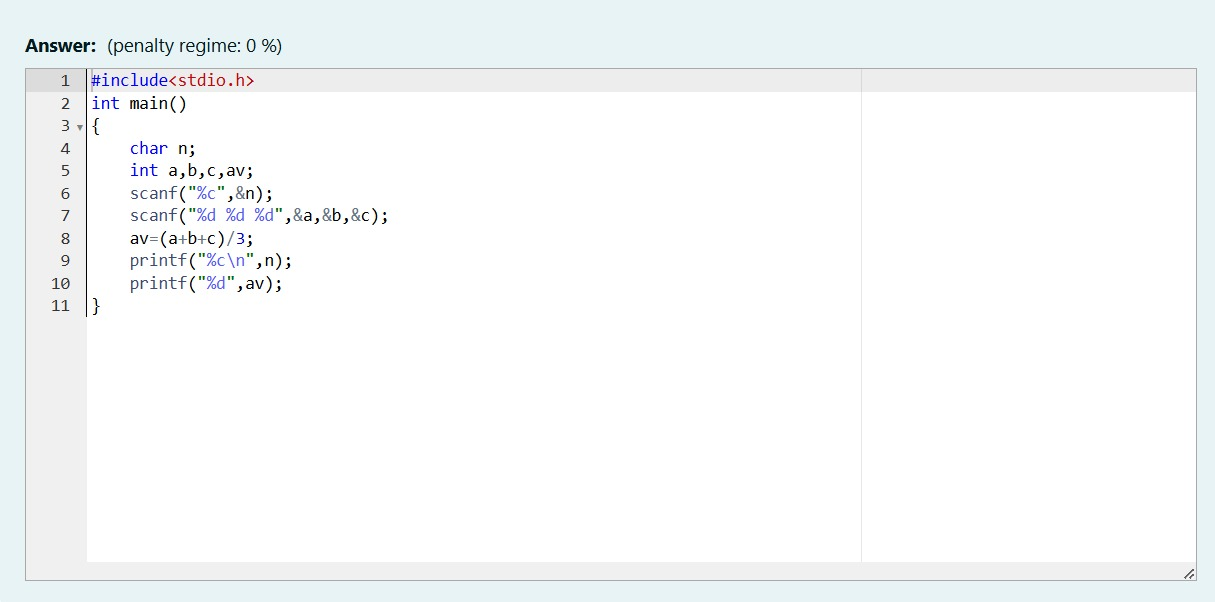 Answer: (penalty regime: 0 %)
1 #include<stdio.h>
2 int main()
3 {
4     char n;
5     int a,b,c,av;
6     scanf("%c",&n);
7     scanf("%d %d %d",&a,&b,&c);
8     av=(a+b+c)/3;
9     printf("%c\n",n);
10     printf("%d",av);
11 }